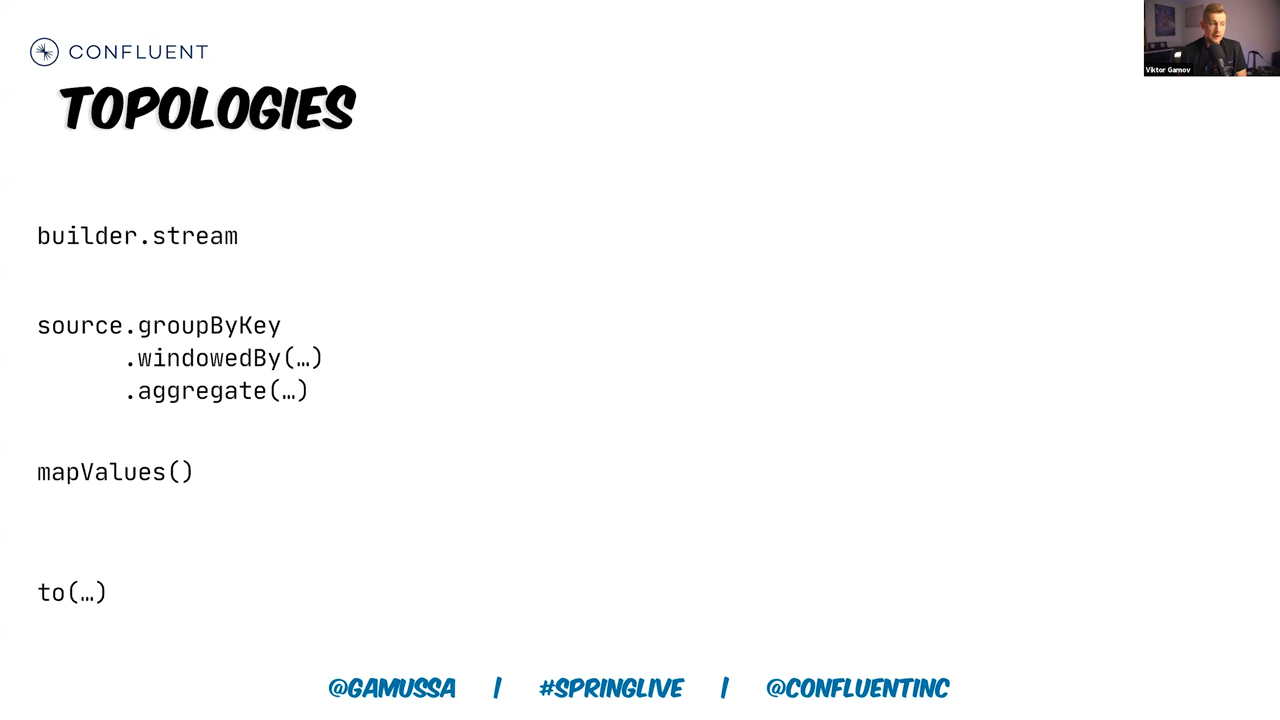 CONFLUENT
Viktor Gamov
TOPOLOGIES
builder.stream
source.groupByKey
.windowedBy(…)
.aggregate(…)
mapValues()
to(…)
@GAMUSSA | #SPRINGLIVE | @CONFLUENTINC